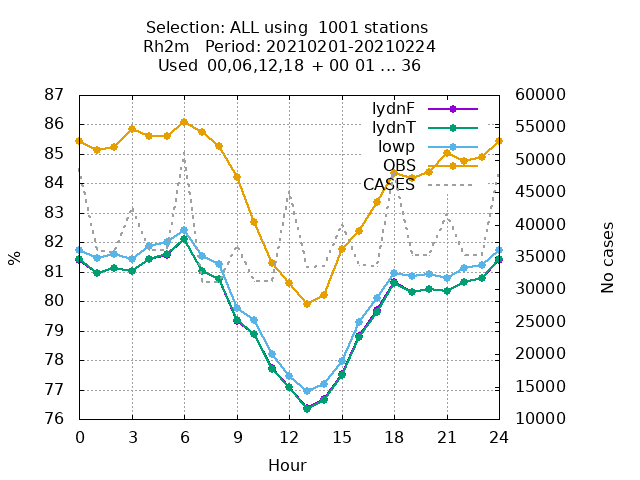 Selection: ALL using  1001 stations
Rh2m   Period: 20210201-20210224
Used  00,06,12,18  + 00 01 ... 36
87
86
85
84
83
82
81
80
79
78
77
76
%
60000
55000
50000
45000
40000
35000
30000
25000
20000
15000
10000
No cases
lydnF
lydnT
lowp
OBS
CASES
0 3 6 9 12 15 18 21 24
Hour